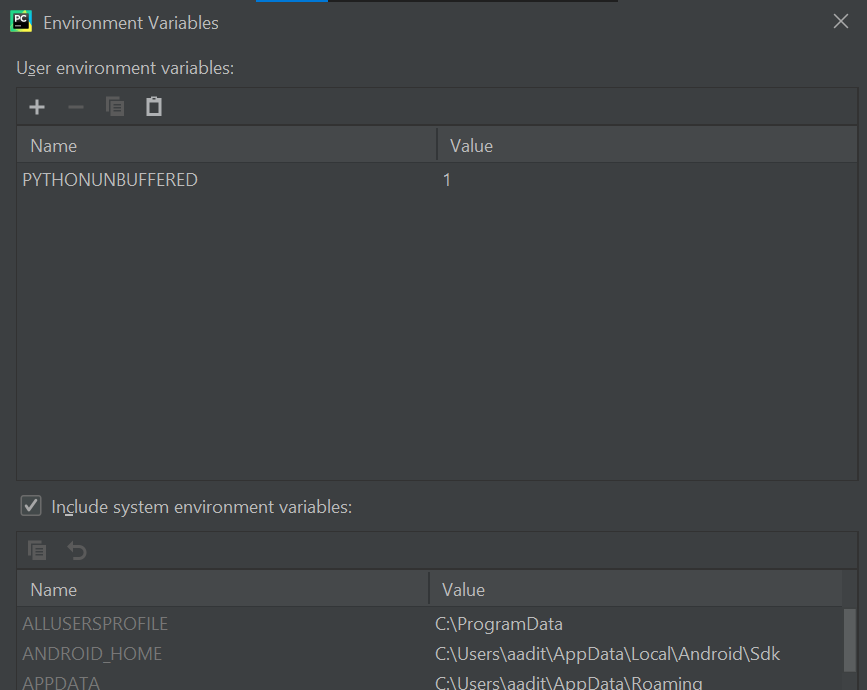 PC
Environment Variables
User environment variables:
Name Value
PYTHONUNBUFFERED 1
Include system environment variables:
Name Value
ALLUSERSPROFILE C:\ProgramData
ANDROID_HOME C:\Users\aadit\AppData\Local\Android\Sdk
APPDATA C:\Users\aadit\AppData\Roaming